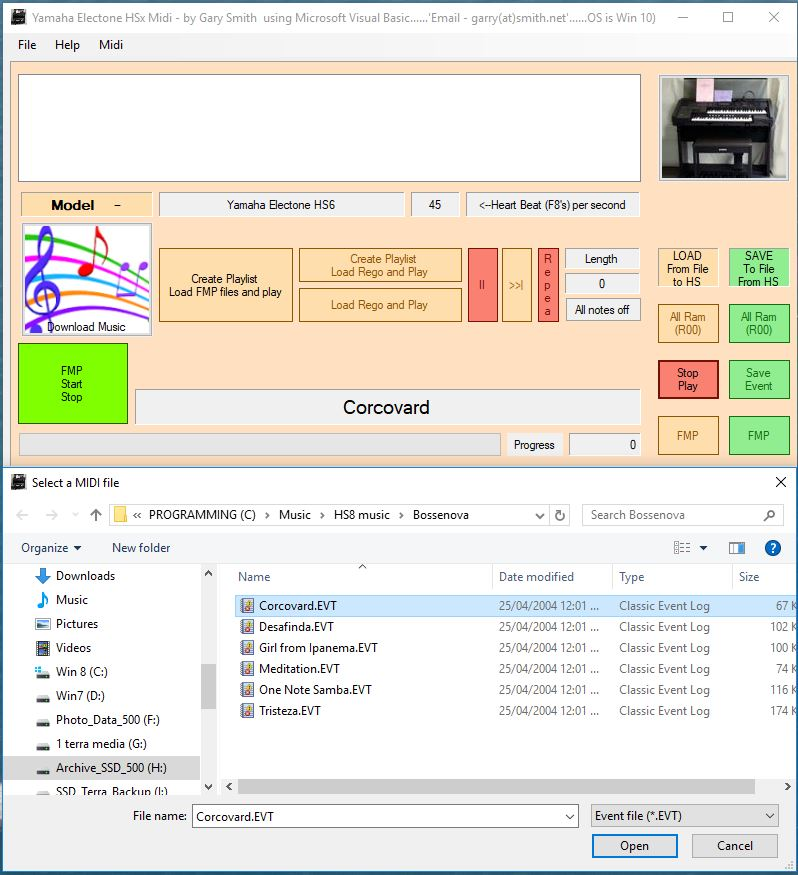 Yamaha Electone HSx Midi - by Gary Smith  using Microsoft Visual Basic......'Email - garry(at)smith.net'......OS is Win 10)
File Help Midi
Model -
Yamaha Electone HS6
45
<--Heart Beat (F8's) per second
Download Music
Create Playlist
Load FMP files and play
Create Playlist
Load Rego and Play
Load Rego and Play
||
>>|
R
e
p
e
a
Length
0
All notes off
LOAD
From File
to HS
SAVE
To File
From HS
All Ram
(R00)
All Ram
(R00)
FMP
Start
Stop
Stop
Play
Save
Event
Corcovard
FMP
FMP
Progress
0
Select a MIDI file
« PROGRAMMING (C) > Music > HS8 music > Bossenova
Search Bossenova
Organize
New folder
Downloads
Music
Pictures
Videos
Win 8 (C:)
Win7 (D:)
Photo_Data_500 (F:)
1 terra media (G:)
Archive_SSD_500 (H:)
SSD_Terra_Backup (I:)
Name Date modified Type Size
Corcovard.EVT 25/04/2004 12:01 ... Classic Event Log 67 K
Desafinda.EVT 25/04/2004 12:01 ... Classic Event Log 102 K
Girl from Ipanema.EVT 25/04/2004 12:01 ... Classic Event Log 100 K
Meditation.EVT 25/04/2004 12:01 ... Classic Event Log 74 K
One Note Samba.EVT 25/04/2004 12:01 ... Classic Event Log 116 K
Tristeza.EVT 25/04/2004 12:01 ... Classic Event Log 174 K
File name: Corcovard.EVT
Event file (*.EVT)
Open
Cancel